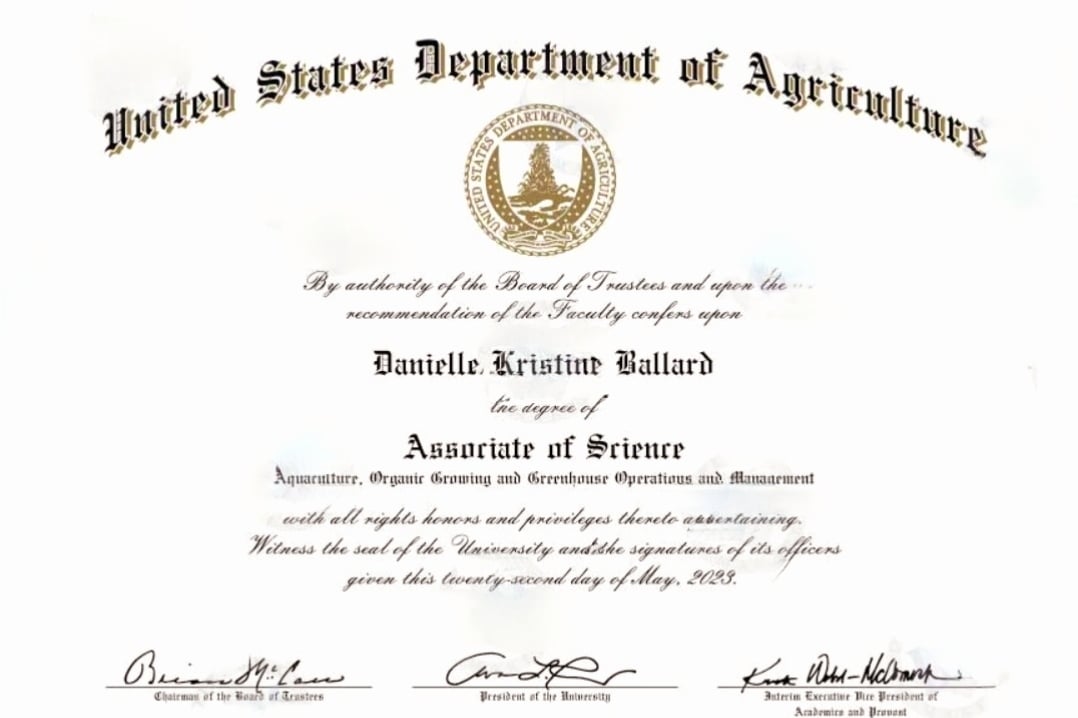 United States Department of Agriculture
UNITED STATES DEPARTMENT OF AGRICULTURE
By authority of the Board of Trustees and upon the
recommendation of the Faculty confers upon
Danielle Kristine Ballard
the degree of
Associate of Science
Aquaculture, Organic Growing and Greenhouse Operations and Management
with all rights honors and privileges thereto appertaining.
Witness the seal of the University and the signatures of its officers
given this twenty-second day of May, 2023.
Chairman of the Board of Trustees
President of the University
Interim Executive Vice President of
Academics and Provost